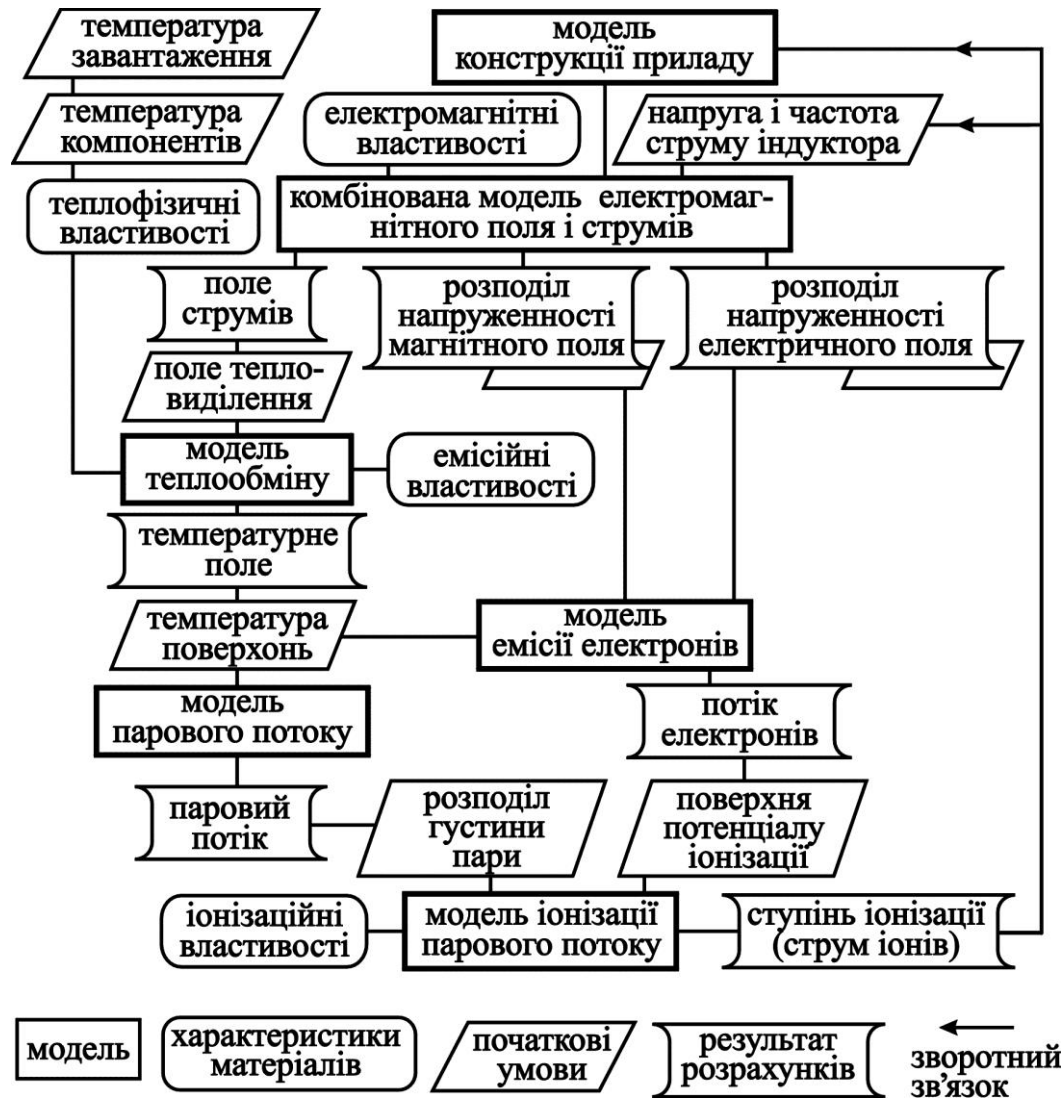 температура
завантаження
модель
конструкції приладу
температура
компонентів
електромагнітні
властивості
напруга і частота
струму індуктора
теплофізичні
властивості
комбінована модель електромаг-
нітного поля і струмів
поле
струмів
розподіл
напруженності
магнітного поля
розподіл
напруженності
електричного поля
поле тепло-
виділення
модель
теплообміну
емісійні
властивості
температурне
поле
температура
поверхонь
модель
емісії електронів
модель
парового потоку
потік
електронів
паровий
потік
розподіл
густини
пари
поверхня
потенціалу
іонізації
іонізаційні
властивості
модель іонізації
парового потоку
ступінь іонізації
(струм іонів)
модель
характеристики
матеріалів
початкові
умови
результат
розрахунків
зворотний
зв'язок